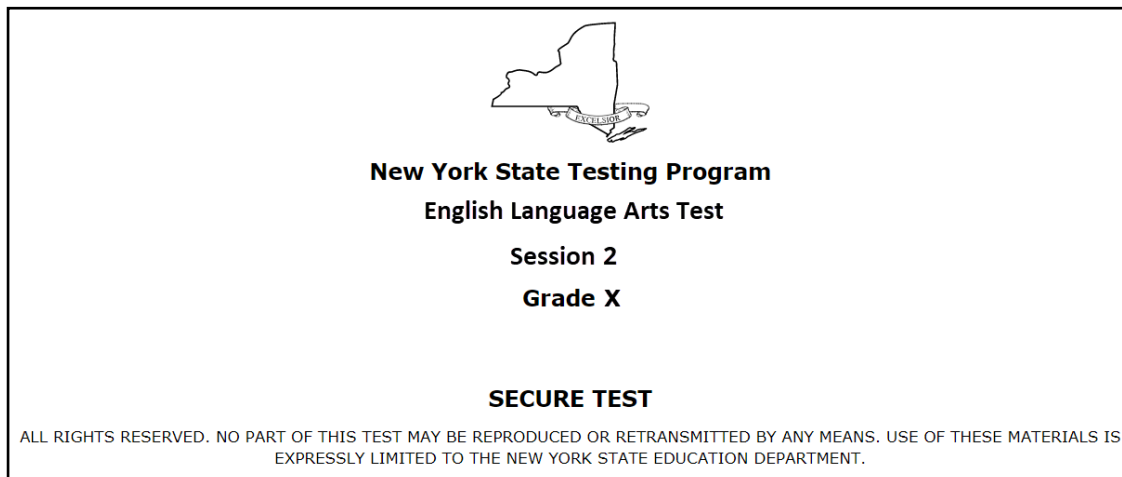 EXCELSIOR
New York State Testing Program
English Language Arts Test
Session 2
Grade X
SECURE TEST
ALL RIGHTS RESERVED. NO PART OF THIS TEST MAY BE REPRODUCED OR RETRANSMITTED BY ANY MEANS. USE OF THESE MATERIALS IS
EXPRESSLY LIMITED TO THE NEW YORK STATE EDUCATION DEPARTMENT.